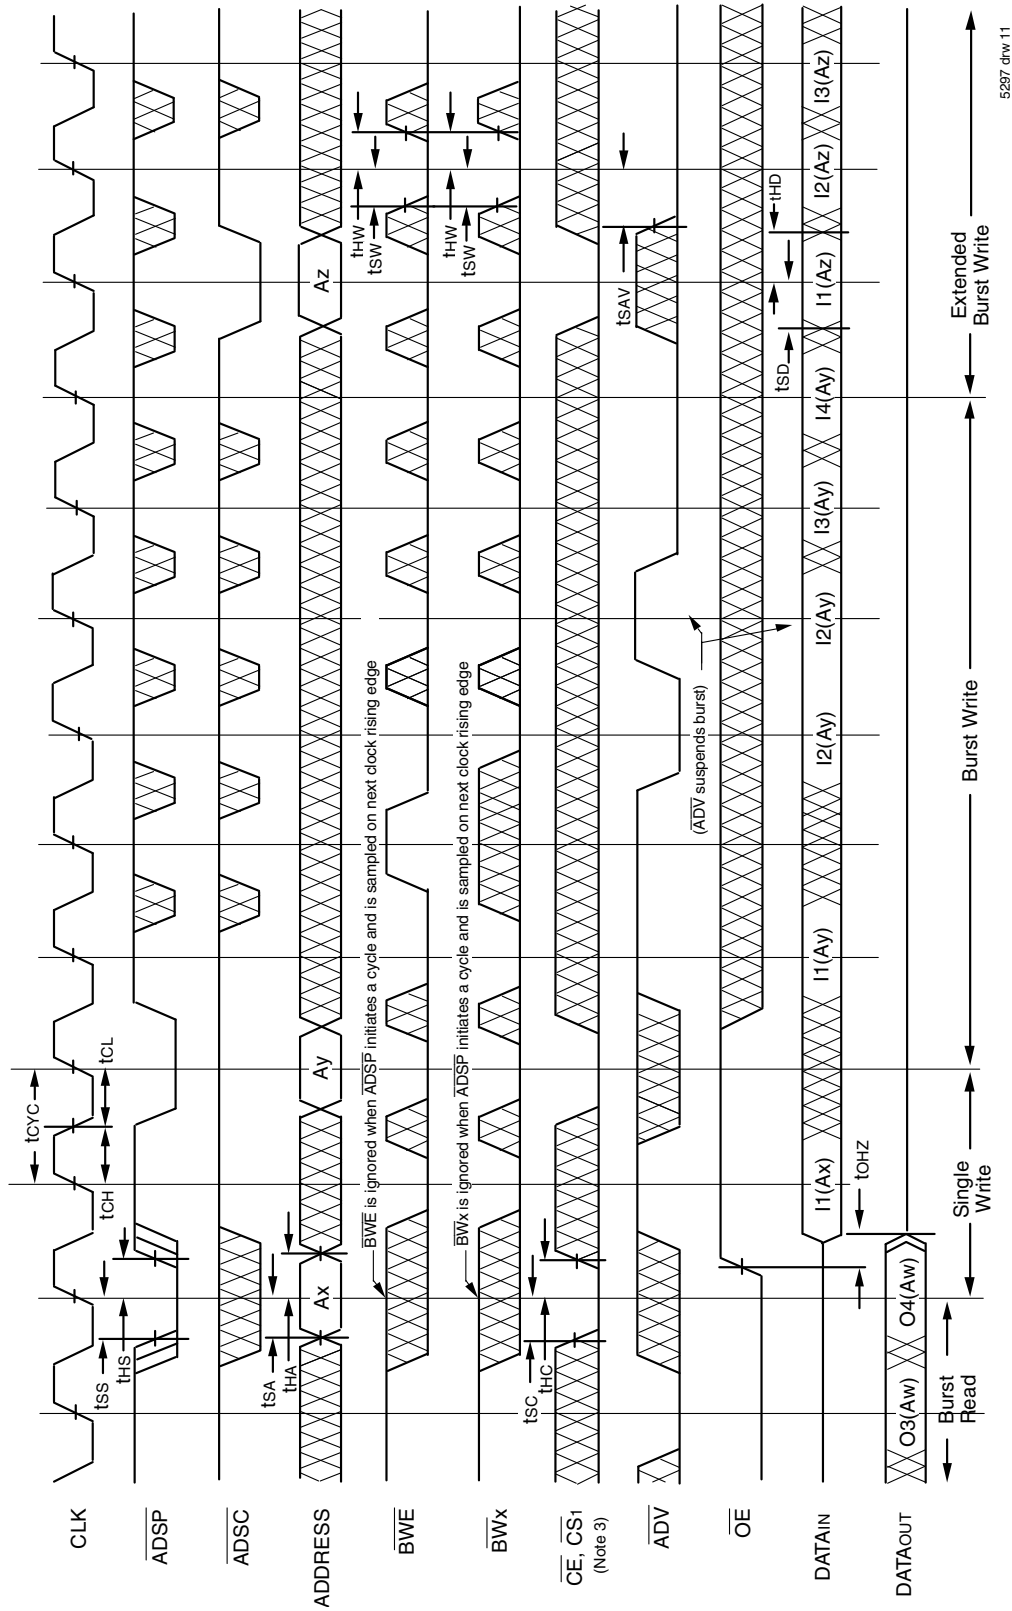 CLK
ADSP
ADSC
ADDRESS
BWE
BWx
CE, CS1
(Note 3)
ADV
OE
DATAIN
DATAOUT
tCYC
tCH
tCL
tSS
tHS
tSA
tHA
Ax
Ay
Az
BWE is ignored when ADSP initiates a cycle and is sampled on next clock rising edge
tHW
tSW
BWx is ignored when ADSP initiates a cycle and is sampled on next clock rising edge
tHW
tSW
tSC
tHC
tSAV
(ADV suspends burst)
tOHZ
tSD
tHD
I1(Ax)
I1(Ay)
I2(Ay)
I2(Ay)
I3(Ay)
I4(Ay)
I1(Az)
I2(Az)
I3(Az)
O3(Aw)
O4(Aw)
Burst
Read
Single
Write
Burst Write
Extended
Burst Write
5297 drw 11